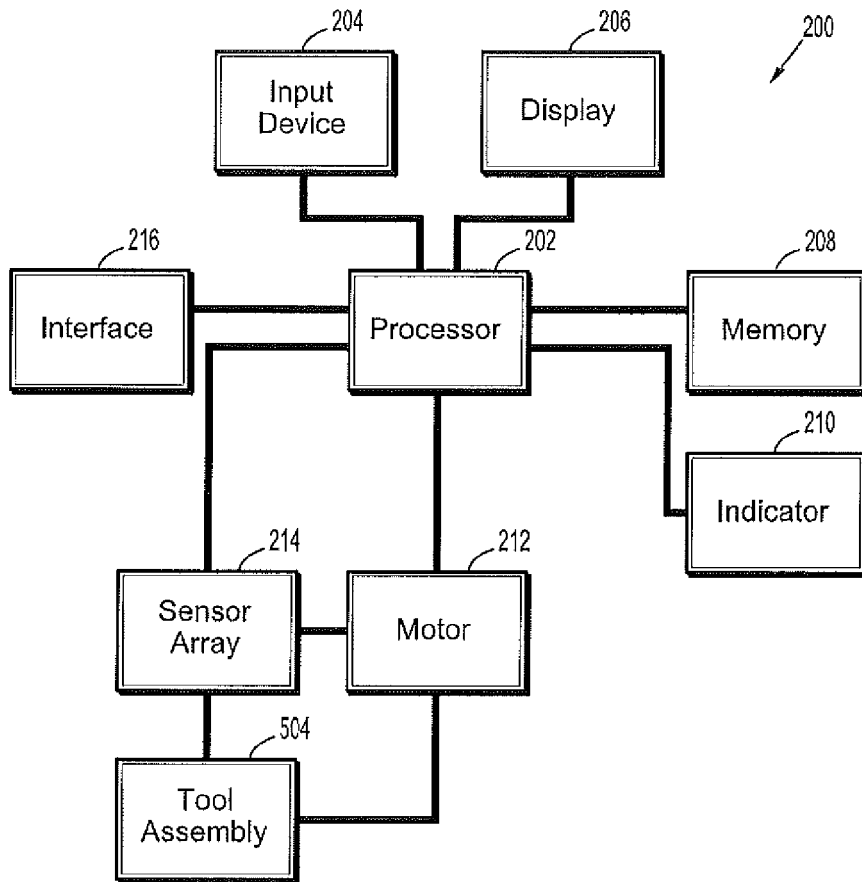 204
206
200
Input
Device
Display
216
202
208
Interface
Processor
Memory
210
Indicator
214
212
Sensor
Array
Motor
504
Tool
Assembly